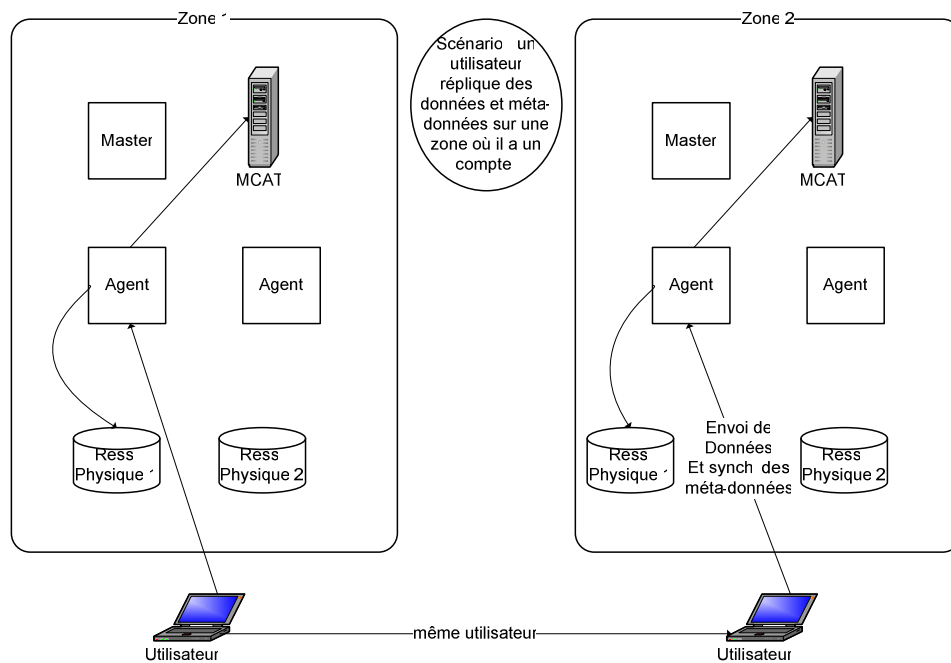 Zone 1
Zone 2
Scénario un
utilisateur
réplique des
données et méta-
données sur une
zone où il a un
compte
Master
MCAT
Master
MCAT
Agent
Agent
Agent
Agent
Ress
Physique 1
Ress
Physique 2
Envoi de
Données
Et synch des
méta-données
Ress
Physique 1
Ress
Physique 2
même utilisateur
Utilisateur
Utilisateur